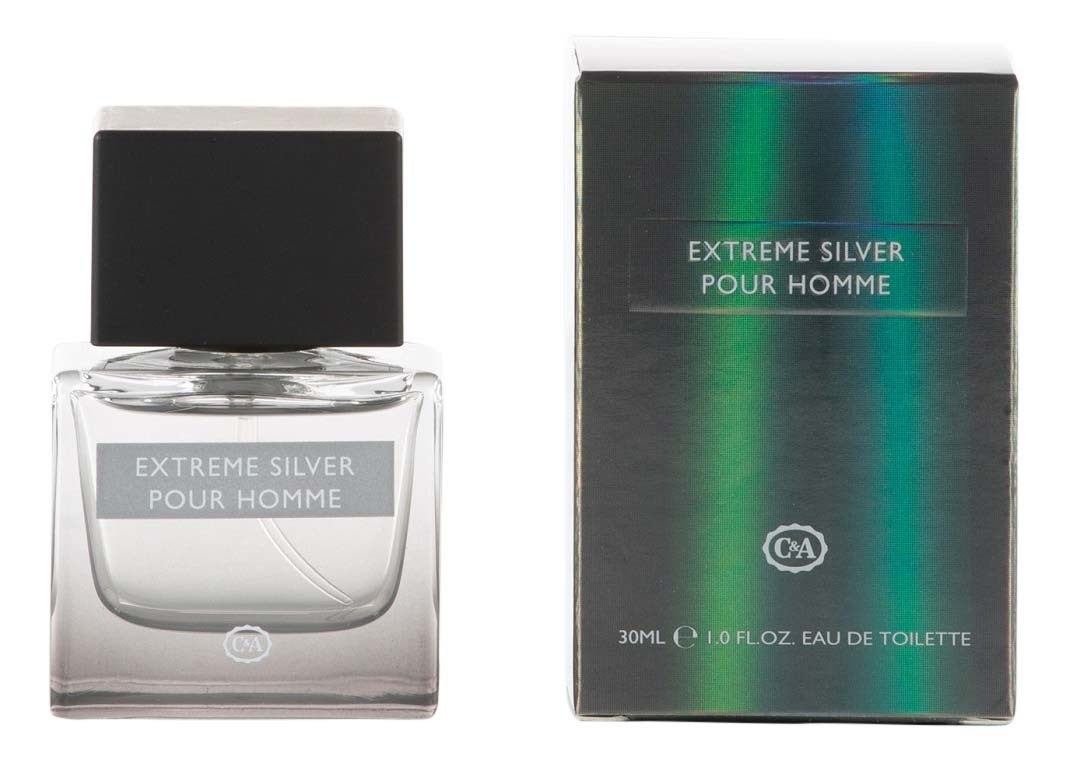 EXTREME SILVER
POUR HOMME
C&A
EXTREME SILVER
POUR HOMME
C&A
30ML ℮ 1.0 FL.OZ. EAU DE TOILETTE